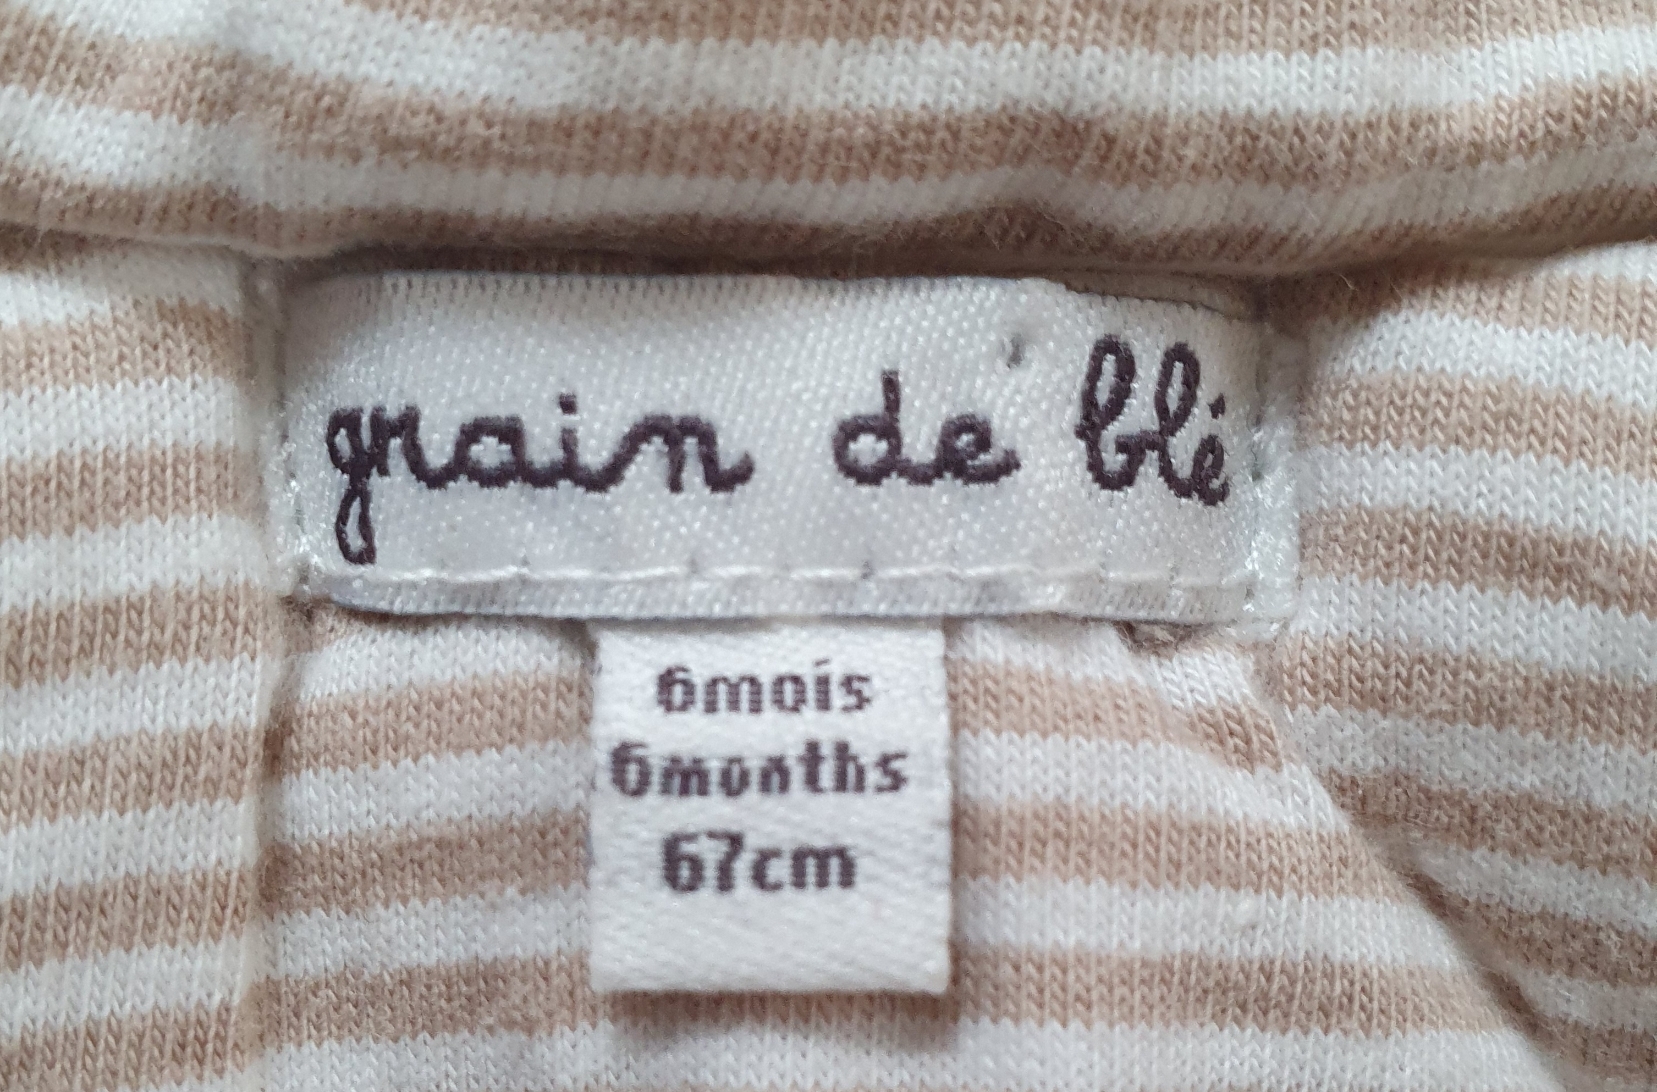 grain de blé
6mois
6months
67cm